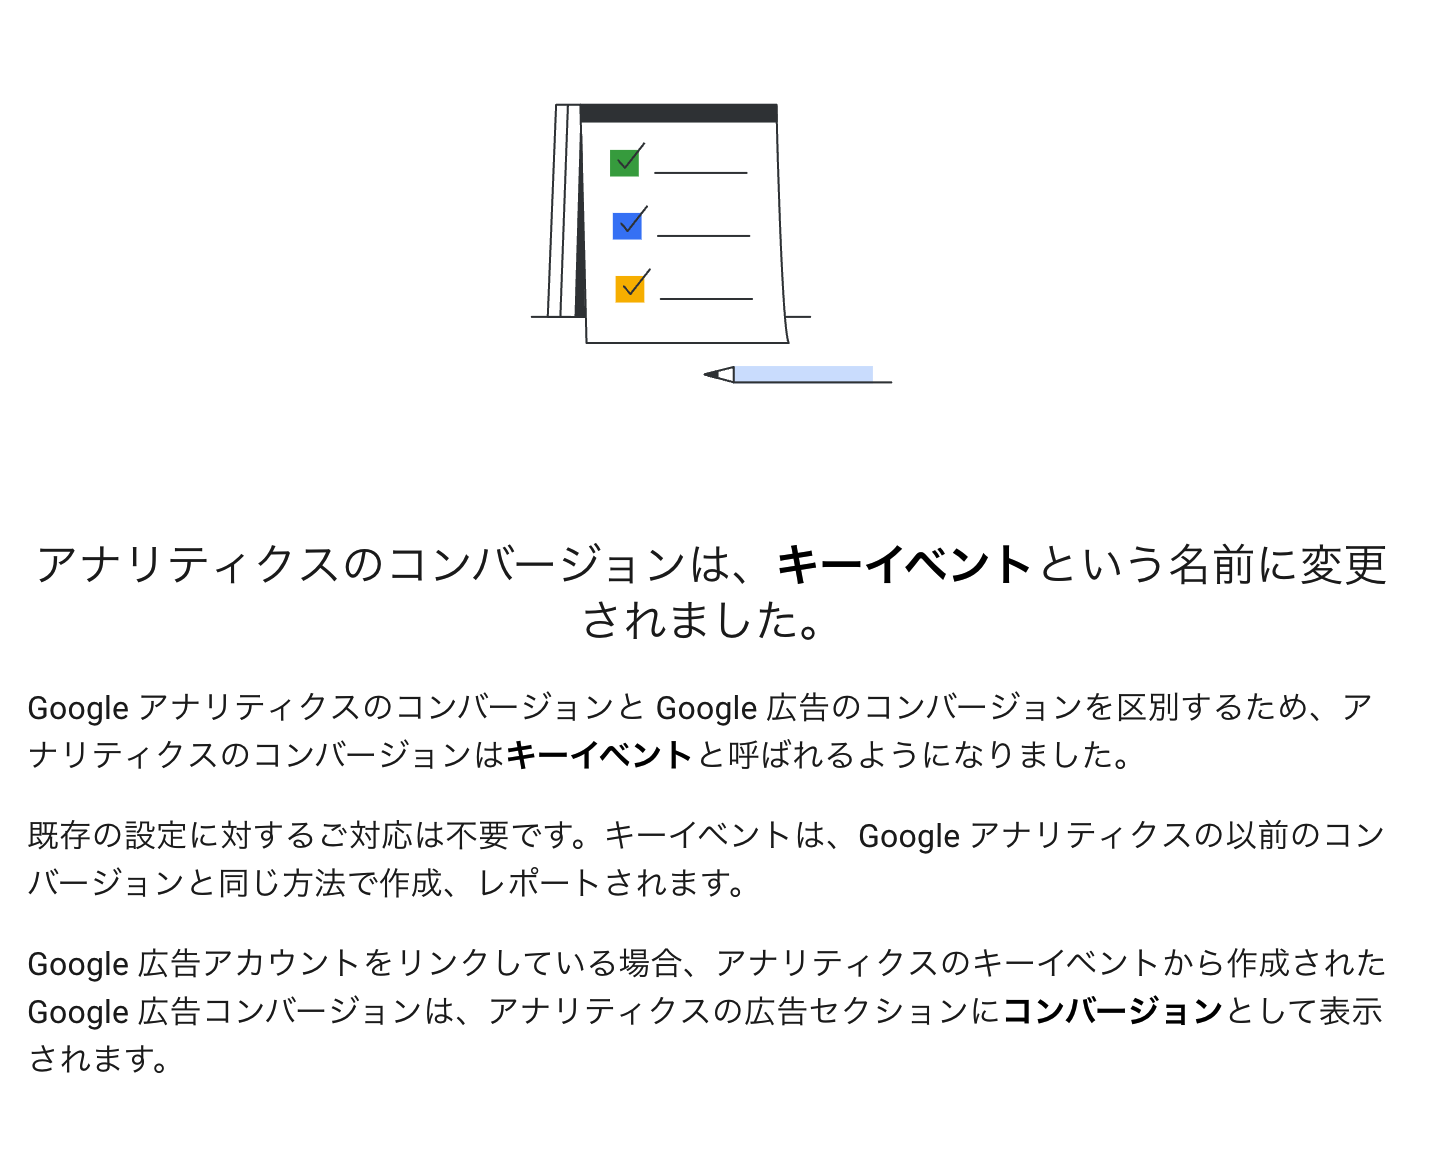 アナリティクスのコンバージョンは、キーイベントという名前に変更
されました。
Google アナリティクスのコンバージョンと Google 広告のコンバージョンを区別するため、ア
ナリティクスのコンバージョンはキーイベントと呼ばれるようになりました。
既存の設定に対するご対応は不要です。キーイベントは、Google アナリティクスの以前のコン
バージョンと同じ方法で作成、レポートされます。
Google 広告アカウントをリンクしている場合、アナリティクスのキーイベントから作成された
Google 広告コンバージョンは、アナリティクスの広告セクションにコンバージョンとして表示
されます。